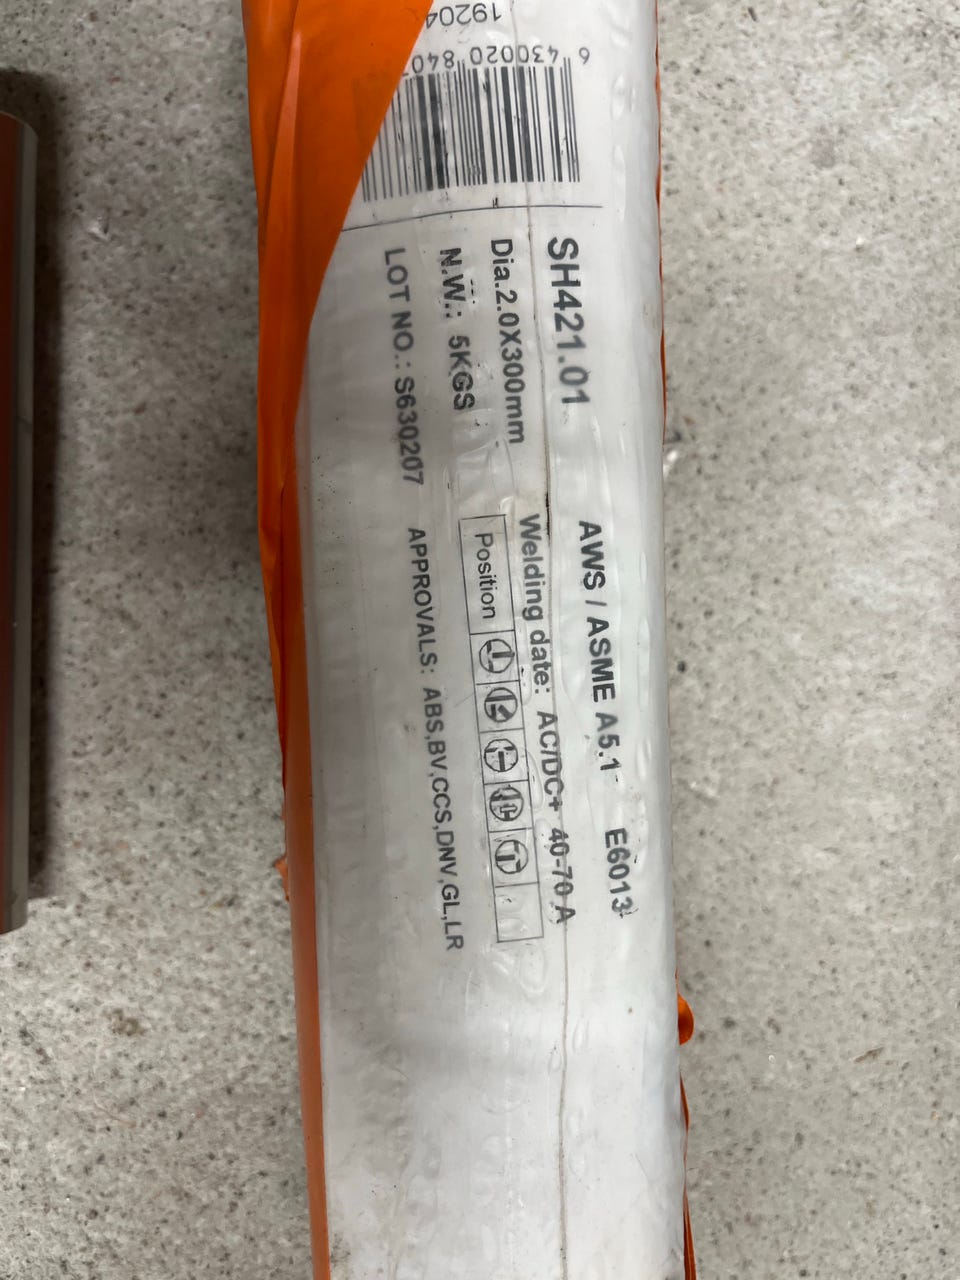 19204
6 430020 840
SH421.01
Dia.2.0X300mm
N.W.: 5KGS
LOT NO.: S630207
AWS / ASME A5.1 E6013
Welding date: AC/DC+ 40-70 A
Position
APPROVALS: ABS,BV,CCS,DNV,GL,LR